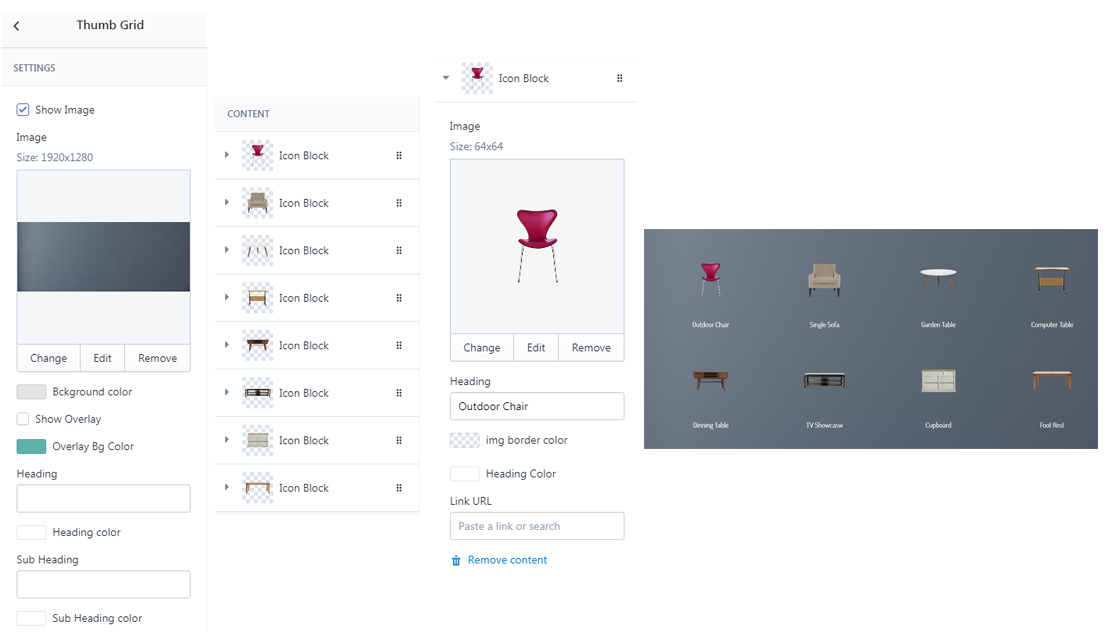 Thumb Grid
SETTINGS
Show Image
Image
Size: 1920x1280
Change Edit Remove
Bckground color
Show Overlay
Overlay Bg Color
Heading
Heading color
Sub Heading
Sub Heading color
CONTENT
Icon Block
Icon Block
Icon Block
Icon Block
Icon Block
Icon Block
Icon Block
Icon Block
Icon Block
Image
Size: 64x64
Change Edit Remove
Heading
Outdoor Chair
img border color
Heading Color
Link URL
Paste a link or search
Remove content
Outdoor Chair Single Sofa Garden Table Computer Table
Dinning Table TV Showcasw Cupboard Foot Rest